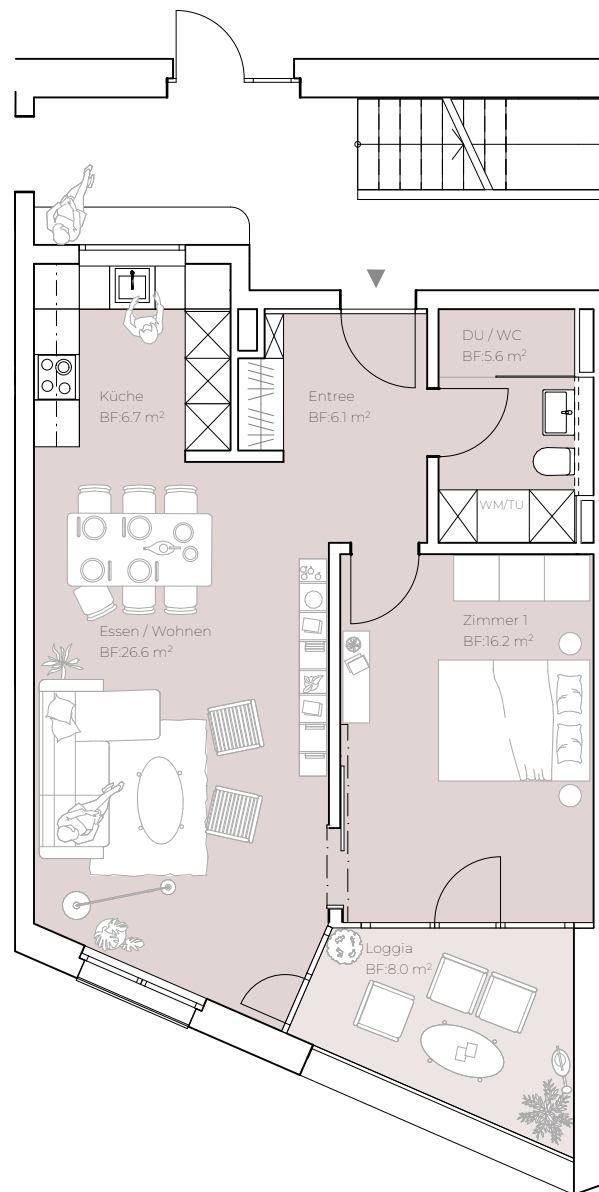 DU / WC
BF:5.6 m²
Küche
BF:6.7 m²
Entree
BF:6.1 m²
WM/TU
Essen / Wohnen
BF:26.6 m²
Zimmer 1
BF:16.2 m²
Loggia
BF:8.0 m²